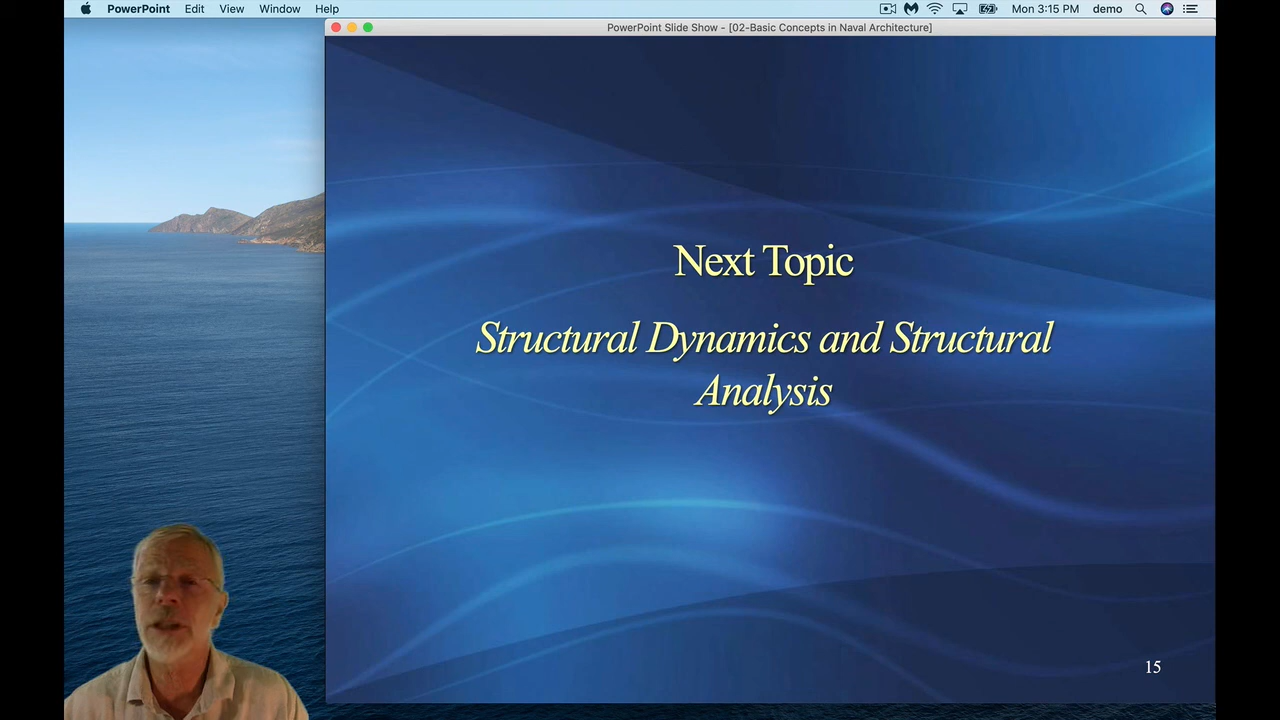 PowerPoint Edit View Window Help Mon 3:15 PM demo
PowerPoint Slide Show - [02-Basic Concepts in Naval Architecture]
Next Topic
Structural Dynamics and Structural
Analysis
15